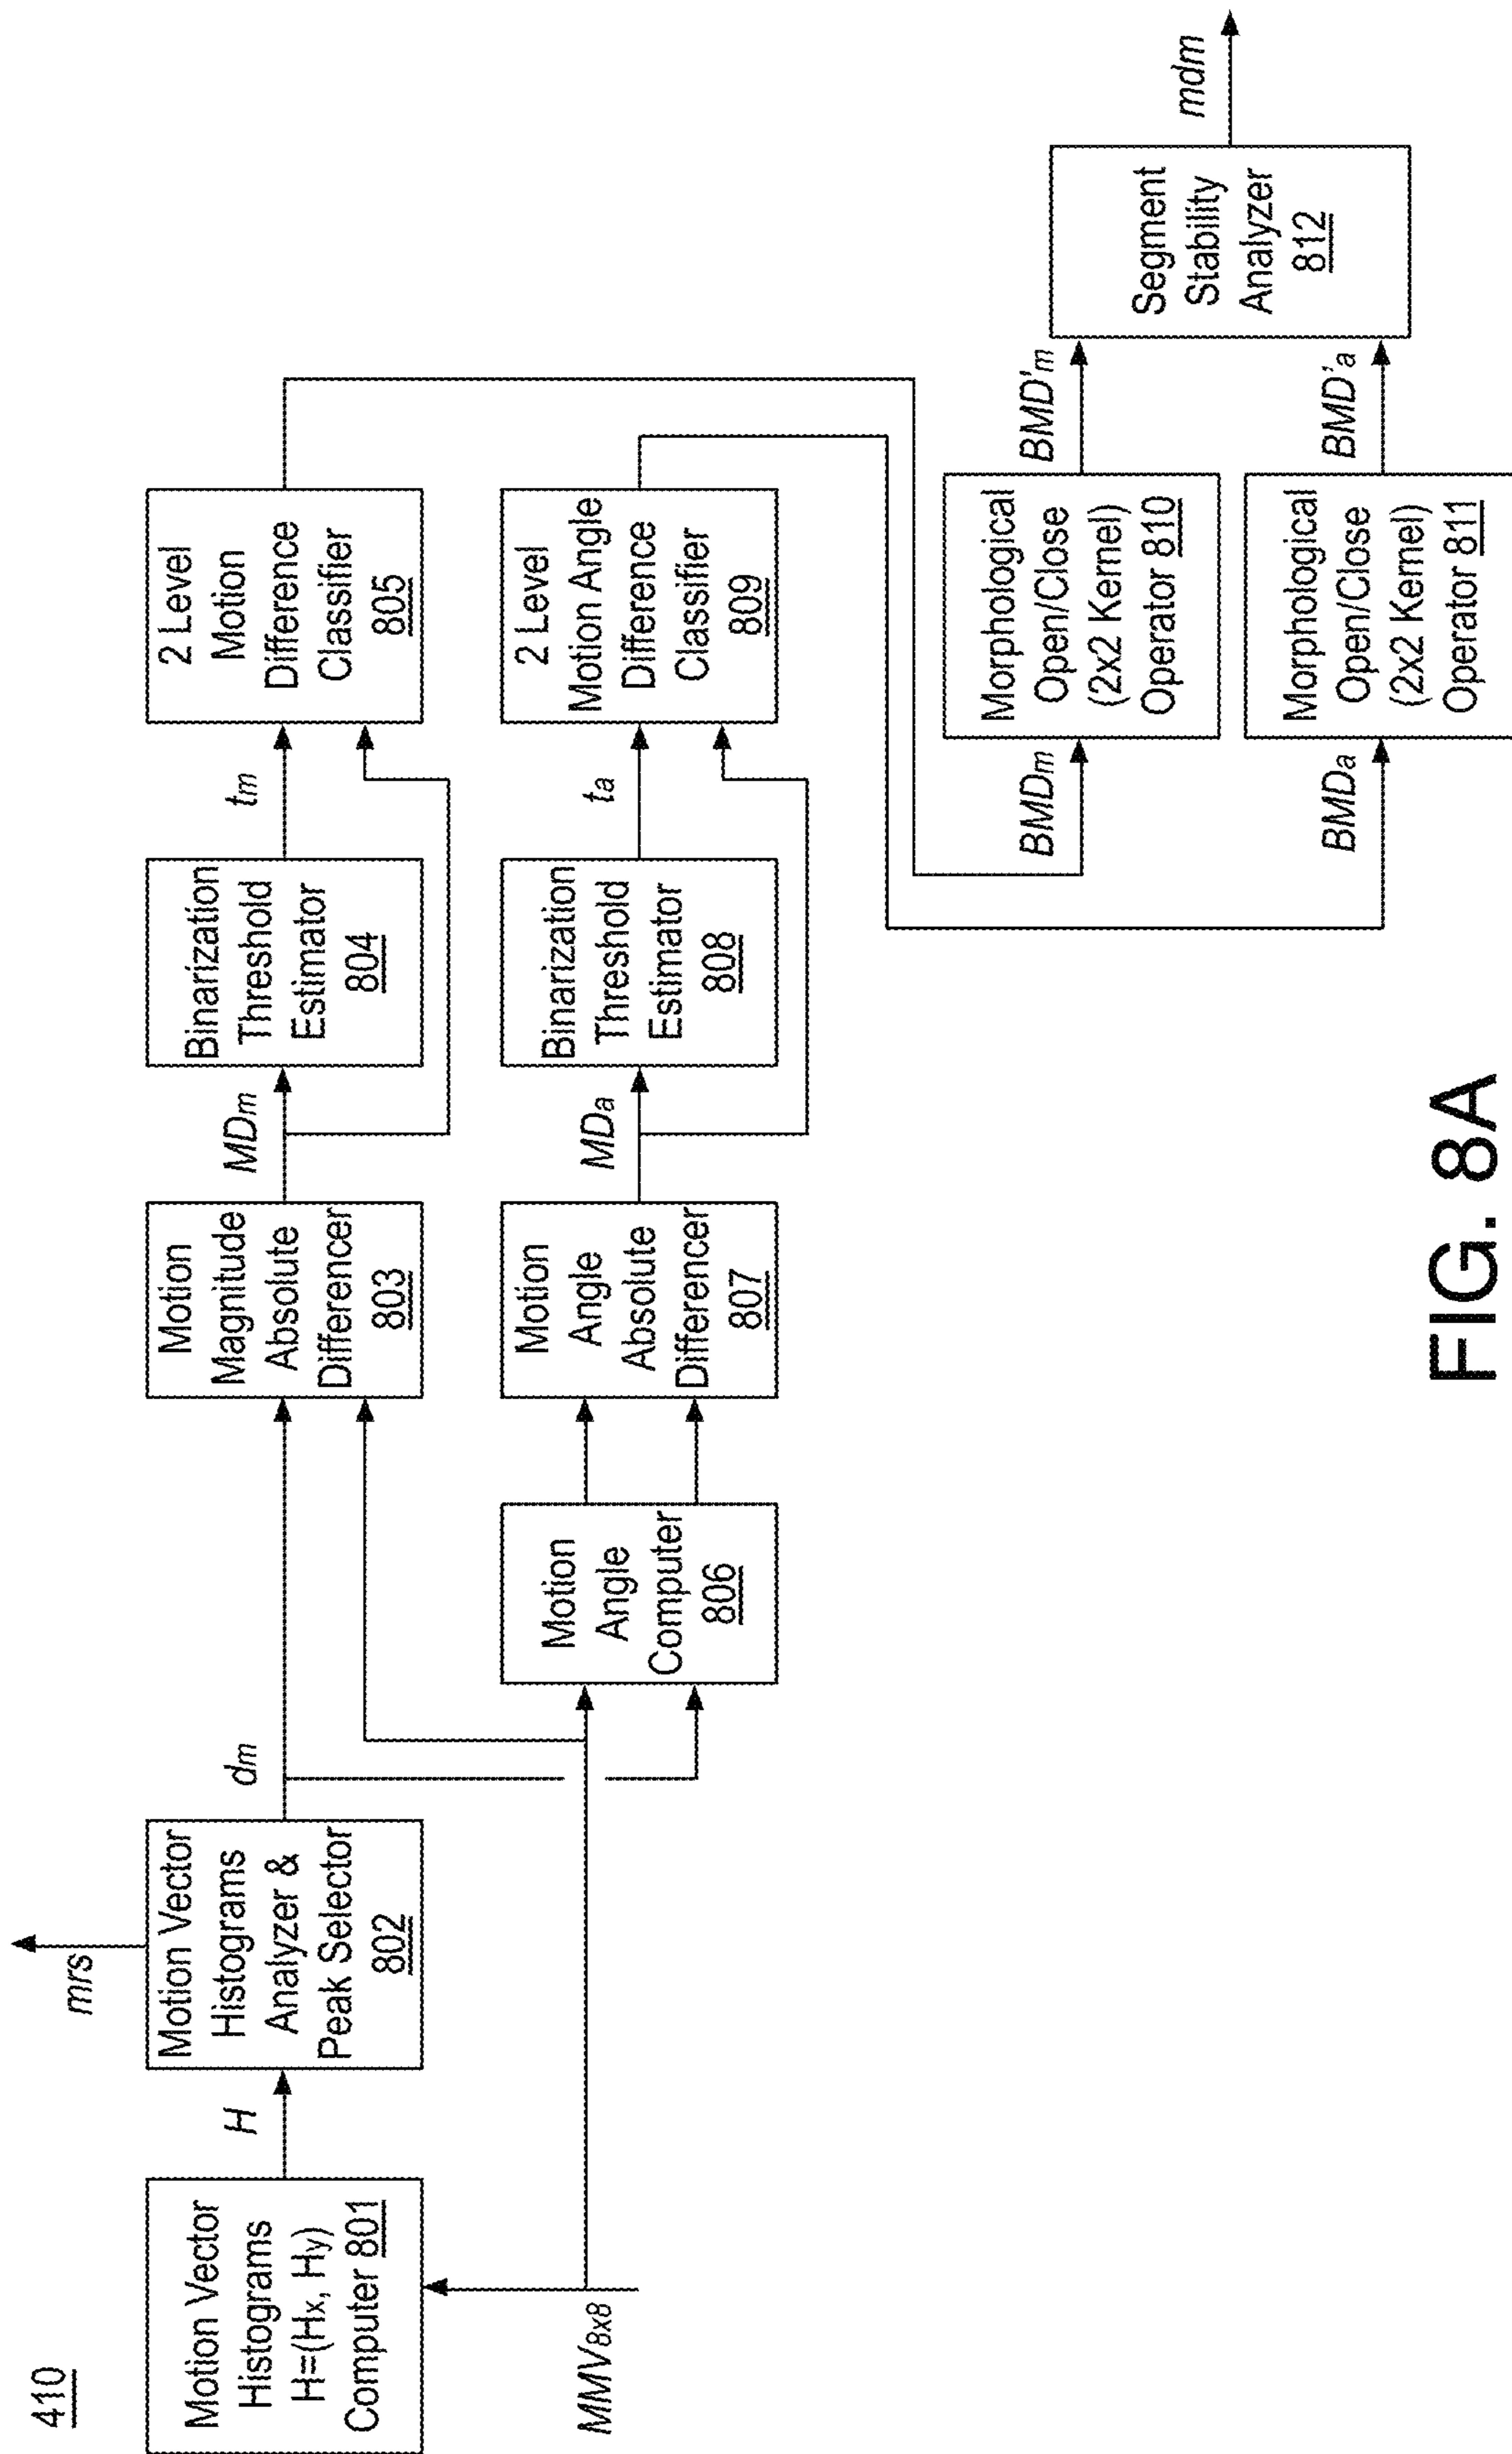 410
Motion Vector
Histograms
H=(Hx, Hy)
Computer 801
H
mrs
Motion Vector
Histograms
Analyzer &
Peak Selector
802
dm
MMV8x8
Motion
Magnitude
Absolute
Differencer
803
MDm
Binarization
Threshold
Estimator
804
tm
2 Level
Motion
Difference
Classifier
805
Motion
Angle
Computer
806
Motion
Angle
Absolute
Differencer
807
MDa
Binarization
Threshold
Estimator
808
ta
2 Level
Motion Angle
Difference
Classifier
809
BMDm
Morphological
Open/Close
(2x2 Kernel)
Operator 810
BMD'm
BMDa
Morphological
Open/Close
(2x2 Kernel)
Operator 811
BMD'a
Segment
Stability
Analyzer
812
mdm
FIG. 8A